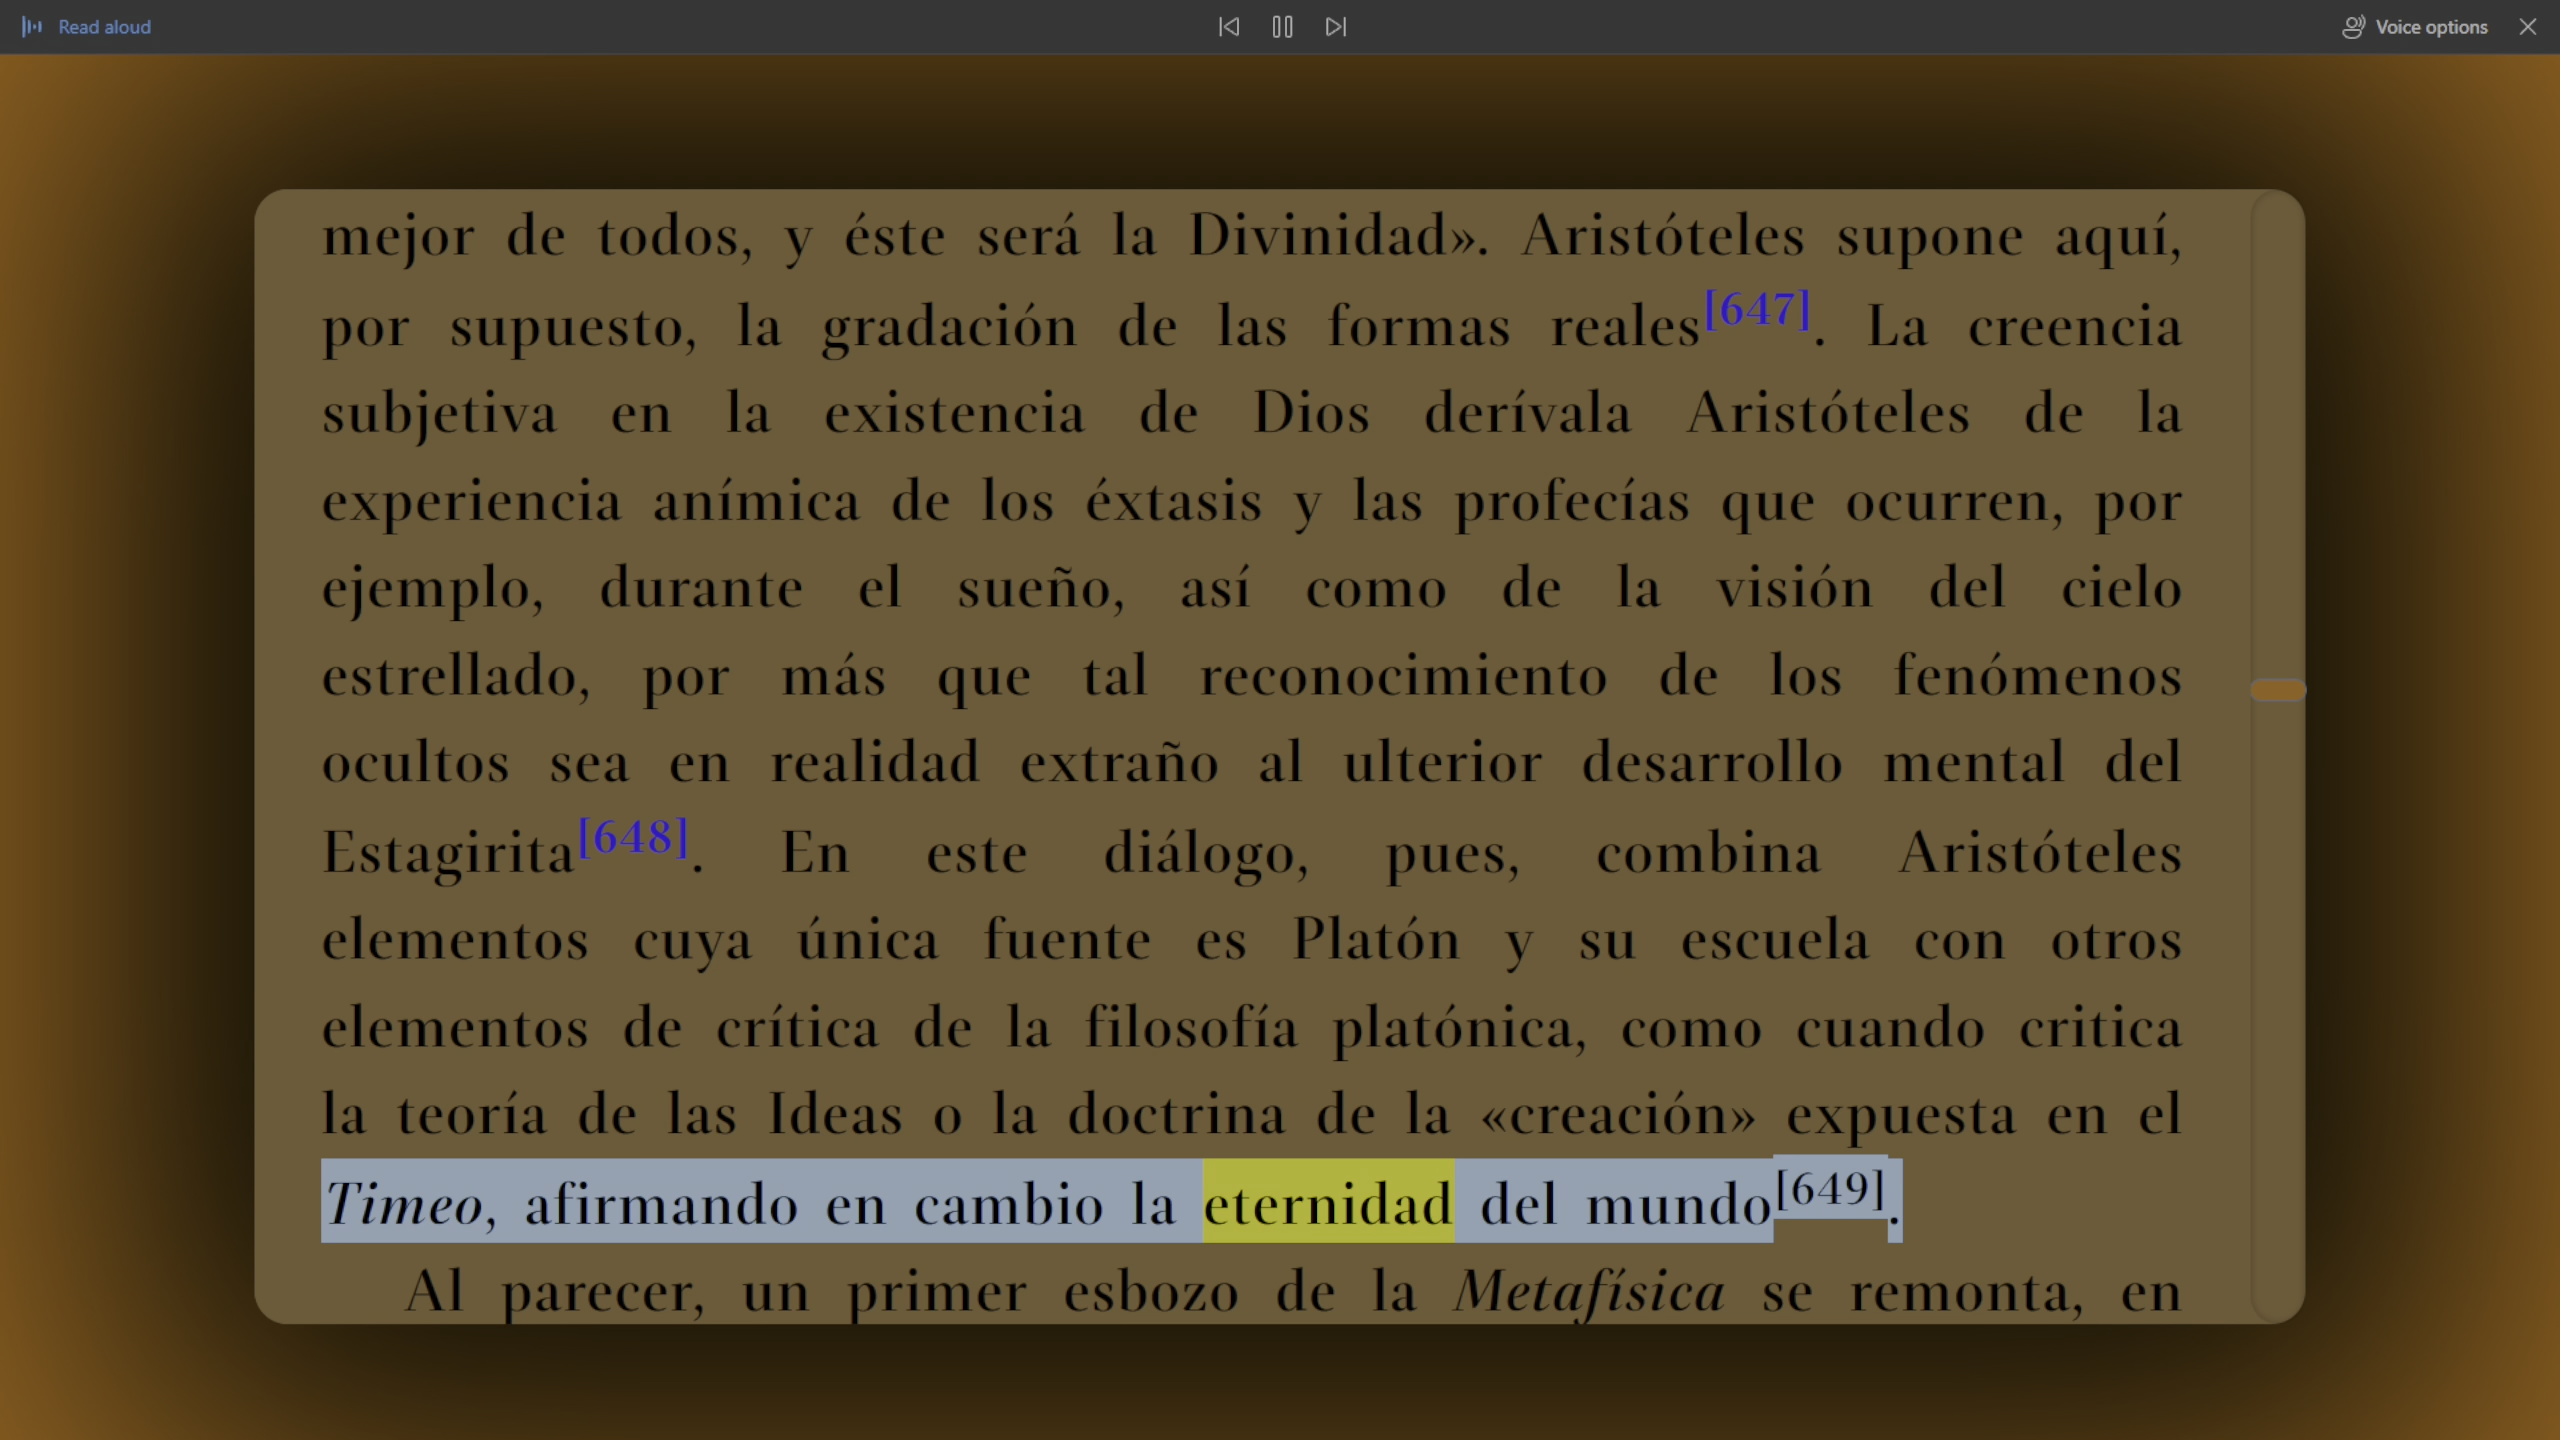 Read aloud
Voice options
mejor de todos, y éste será la Divinidad». Aristóteles supone aquí,
por supuesto, la gradación de las formas reales[647]. La creencia
subjetiva en la existencia de Dios derívala Aristóteles de la
experiencia anímica de los éxtasis y las profecías que ocurren, por
ejemplo, durante el sueño, así como de la visión del cielo
estrellado, por más que tal reconocimiento de los fenómenos
ocultos sea en realidad extraño al ulterior desarrollo mental del
Estagirita[648]. En este diálogo, pues, combina Aristóteles
elementos cuya única fuente es Platón y su escuela con otros
elementos de crítica de la filosofía platónica, como cuando critica
la teoría de las Ideas o la doctrina de la «creación» expuesta en el
Timeo, afirmando en cambio la eternidad del mundo[649].
Al parecer, un primer esbozo de la Metafísica se remonta, en